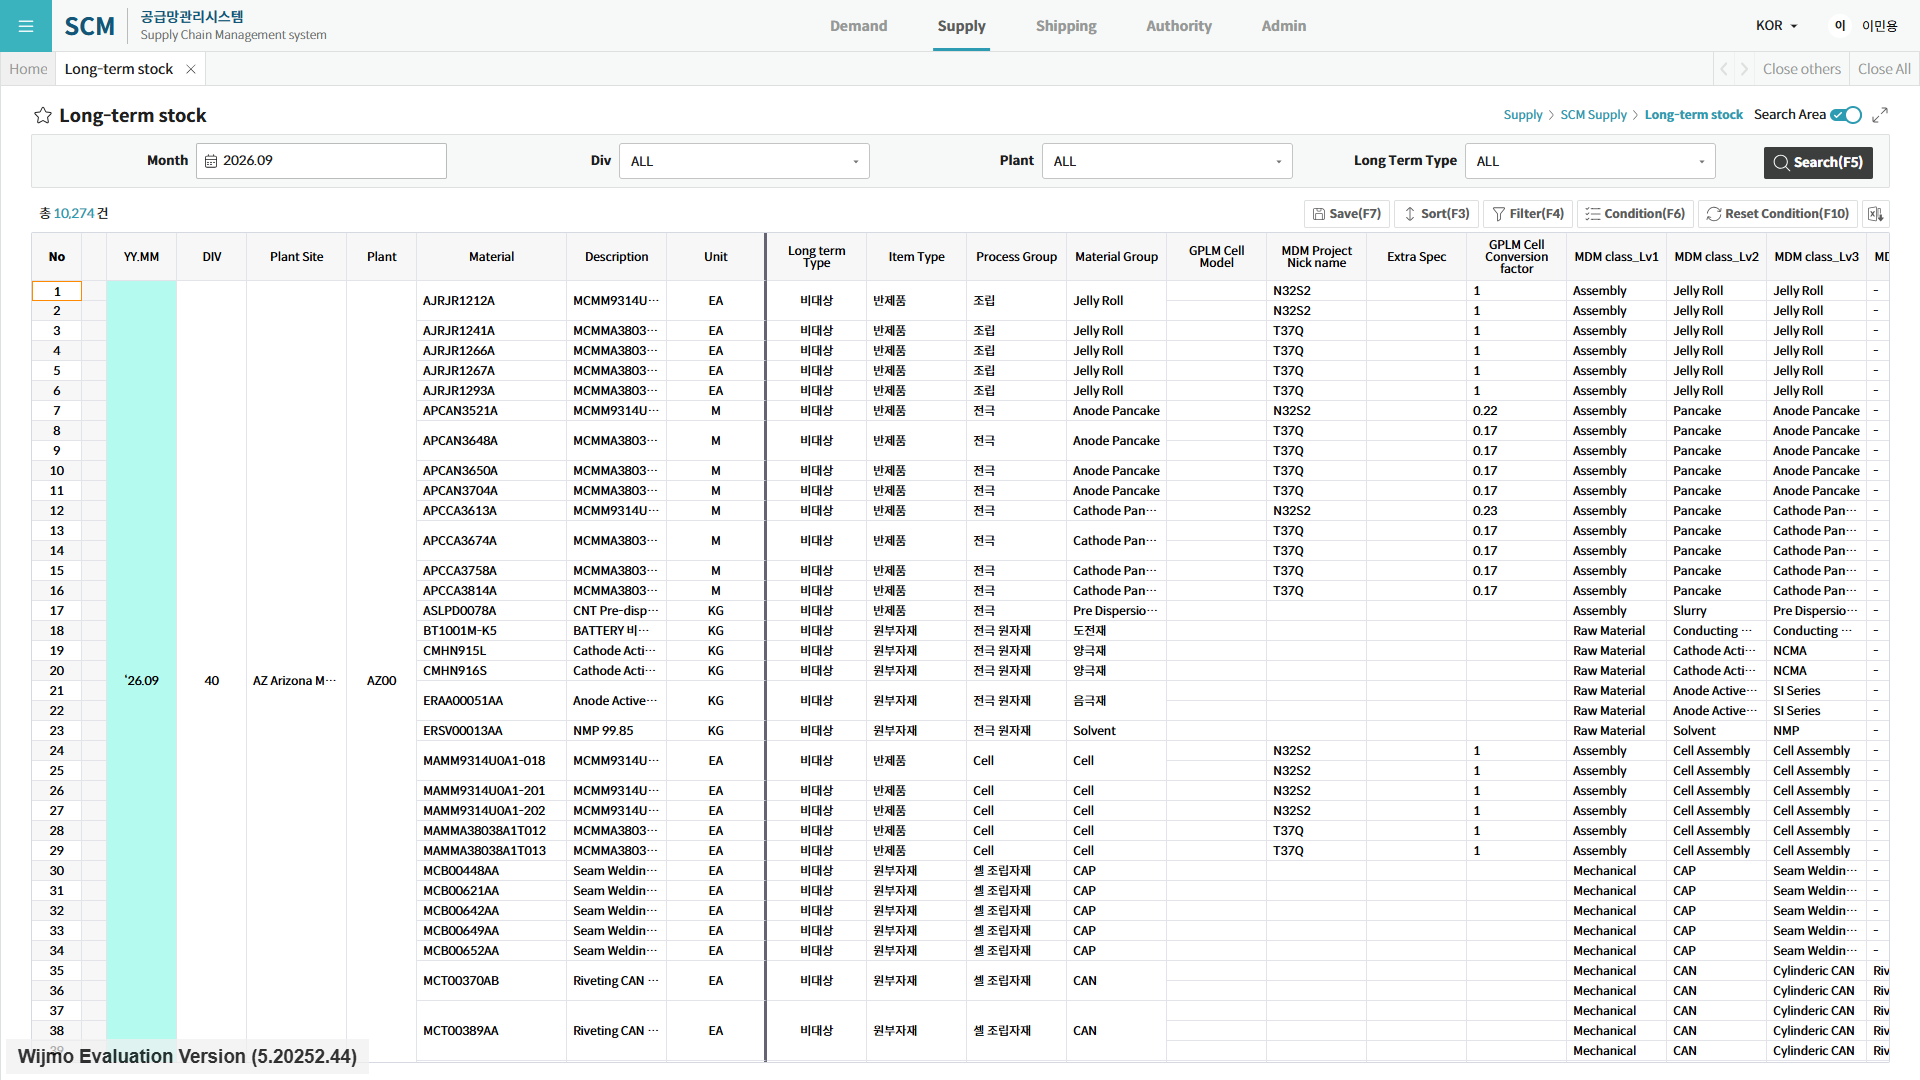 SCM 공급망관리시스템
Supply Chain Management system
Demand Supply Shipping Authority Admin
KOR 이 이민용
Home Long-term stock Close others Close All
Long-term stock
Supply > SCM Supply > Long-term stock Search Area
Month 2026.09 Div ALL Plant ALL Long Term Type ALL Search(F5)
총 10,274 건
Save(F7) Sort(F3) Filter(F4) Condition(F6) Reset Condition(F10)
No YY.MM DIV Plant Site Plant Material Description Unit Long term Type Item Type Process Group Material Group GPLM Cell Model MDM Project Nick name Extra Spec GPLM Cell Conversion factor MDM class_Lv1 MDM class_Lv2 MDM class_Lv3 MD
'26.09 40 AZ Arizona M··· AZ00
1 AJRJR1212A MCMM9314U··· EA 비대상 반제품 조립 Jelly Roll N32S2 1 Assembly Jelly Roll Jelly Roll -
2 N32S2 1 Assembly Jelly Roll Jelly Roll -
3 AJRJR1241A MCMMA3803··· EA 비대상 반제품 조립 Jelly Roll T37Q 1 Assembly Jelly Roll Jelly Roll -
4 AJRJR1266A MCMMA3803··· EA 비대상 반제품 조립 Jelly Roll T37Q 1 Assembly Jelly Roll Jelly Roll -
5 AJRJR1267A MCMMA3803··· EA 비대상 반제품 조립 Jelly Roll T37Q 1 Assembly Jelly Roll Jelly Roll -
6 AJRJR1293A MCMMA3803··· EA 비대상 반제품 조립 Jelly Roll T37Q 1 Assembly Jelly Roll Jelly Roll -
7 APCAN3521A MCMM9314U··· M 비대상 반제품 전극 Anode Pancake N32S2 0.22 Assembly Pancake Anode Pancake -
8 APCAN3648A MCMMA3803··· M 비대상 반제품 전극 Anode Pancake T37Q 0.17 Assembly Pancake Anode Pancake -
9 T37Q 0.17 Assembly Pancake Anode Pancake -
10 APCAN3650A MCMMA3803··· M 비대상 반제품 전극 Anode Pancake T37Q 0.17 Assembly Pancake Anode Pancake -
11 APCAN3704A MCMMA3803··· M 비대상 반제품 전극 Anode Pancake T37Q 0.17 Assembly Pancake Anode Pancake -
12 APCCA3613A MCMM9314U··· M 비대상 반제품 전극 Cathode Pan··· N32S2 0.23 Assembly Pancake Cathode Pan··· -
13 APCCA3674A MCMMA3803··· M 비대상 반제품 전극 Cathode Pan··· T37Q 0.17 Assembly Pancake Cathode Pan··· -
14 T37Q 0.17 Assembly Pancake Cathode Pan··· -
15 APCCA3758A MCMMA3803··· M 비대상 반제품 전극 Cathode Pan··· T37Q 0.17 Assembly Pancake Cathode Pan··· -
16 APCCA3814A MCMMA3803··· M 비대상 반제품 전극 Cathode Pan··· T37Q 0.17 Assembly Pancake Cathode Pan··· -
17 ASLPD0078A CNT Pre-disp··· KG 비대상 반제품 전극 Pre Dispersio··· Assembly Slurry Pre Dispersio··· -
18 BT1001M-K5 BATTERY 비··· KG 비대상 원부자재 전극 원자재 도전재 Raw Material Conducting ··· Conducting ··· -
19 CMHN915L Cathode Acti··· KG 비대상 원부자재 전극 원자재 양극재 Raw Material Cathode Acti··· NCMA -
20 CMHN916S Cathode Acti··· KG 비대상 원부자재 전극 원자재 양극재 Raw Material Cathode Acti··· NCMA -
21 ERAA00051AA Anode Active··· KG 비대상 원부자재 전극 원자재 음극재 Raw Material Anode Active··· SI Series -
22 Raw Material Anode Active··· SI Series -
23 ERSV00013AA NMP 99.85 KG 비대상 원부자재 전극 원자재 Solvent Raw Material Solvent NMP -
24 MAMM9314U0A1-018 MCMM9314U··· EA 비대상 반제품 Cell Cell N32S2 1 Assembly Cell Assembly Cell Assembly -
25 N32S2 1 Assembly Cell Assembly Cell Assembly -
26 MAMM9314U0A1-201 MCMM9314U··· EA 비대상 반제품 Cell Cell N32S2 1 Assembly Cell Assembly Cell Assembly -
27 MAMM9314U0A1-202 MCMM9314U··· EA 비대상 반제품 Cell Cell N32S2 1 Assembly Cell Assembly Cell Assembly -
28 MAMMA38038A1T012 MCMMA3803··· EA 비대상 반제품 Cell Cell T37Q 1 Assembly Cell Assembly Cell Assembly -
29 MAMMA38038A1T013 MCMMA3803··· EA 비대상 반제품 Cell Cell T37Q 1 Assembly Cell Assembly Cell Assembly -
30 MCB00448AA Seam Weldin··· EA 비대상 원부자재 셀 조립자재 CAP Mechanical CAP Seam Weldin··· -
31 MCB00621AA Seam Weldin··· EA 비대상 원부자재 셀 조립자재 CAP Mechanical CAP Seam Weldin··· -
32 MCB00642AA Seam Weldin··· EA 비대상 원부자재 셀 조립자재 CAP Mechanical CAP Seam Weldin··· -
33 MCB00649AA Seam Weldin··· EA 비대상 원부자재 셀 조립자재 CAP Mechanical CAP Seam Weldin··· -
34 MCB00652AA Seam Weldin··· EA 비대상 원부자재 셀 조립자재 CAP Mechanical CAP Seam Weldin··· -
35 MCT00370AB Riveting CAN ··· EA 비대상 원부자재 셀 조립자재 CAN Mechanical CAN Cylinderic CAN Riv
36 Mechanical CAN Cylinderic CAN Riv
37 Mechanical CAN Cylinderic CAN Riv
38 MCT00389AA Riveting CAN ··· EA 비대상 원부자재 셀 조립자재 CAN Mechanical CAN Cylinderic CAN Riv
39 Mechanical CAN Cylinderic CAN Riv
Wijmo Evaluation Version (5.20252.44)